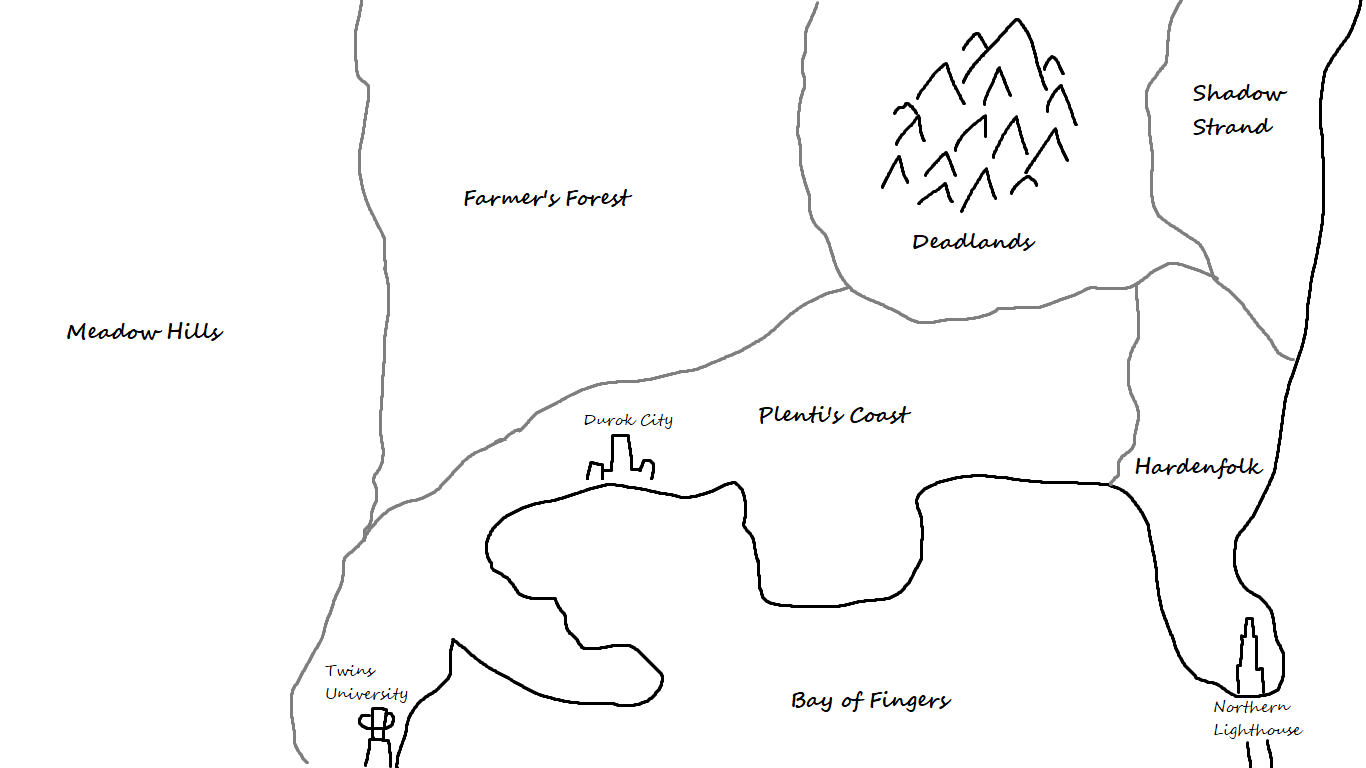 Shadow
Strand
Farmer's Forest
Deadlands
Meadow Hills
Durok City
Plenti's Coast
Hardenfolk
Twins
University
Bay of Fingers
Northern
Lighthouse